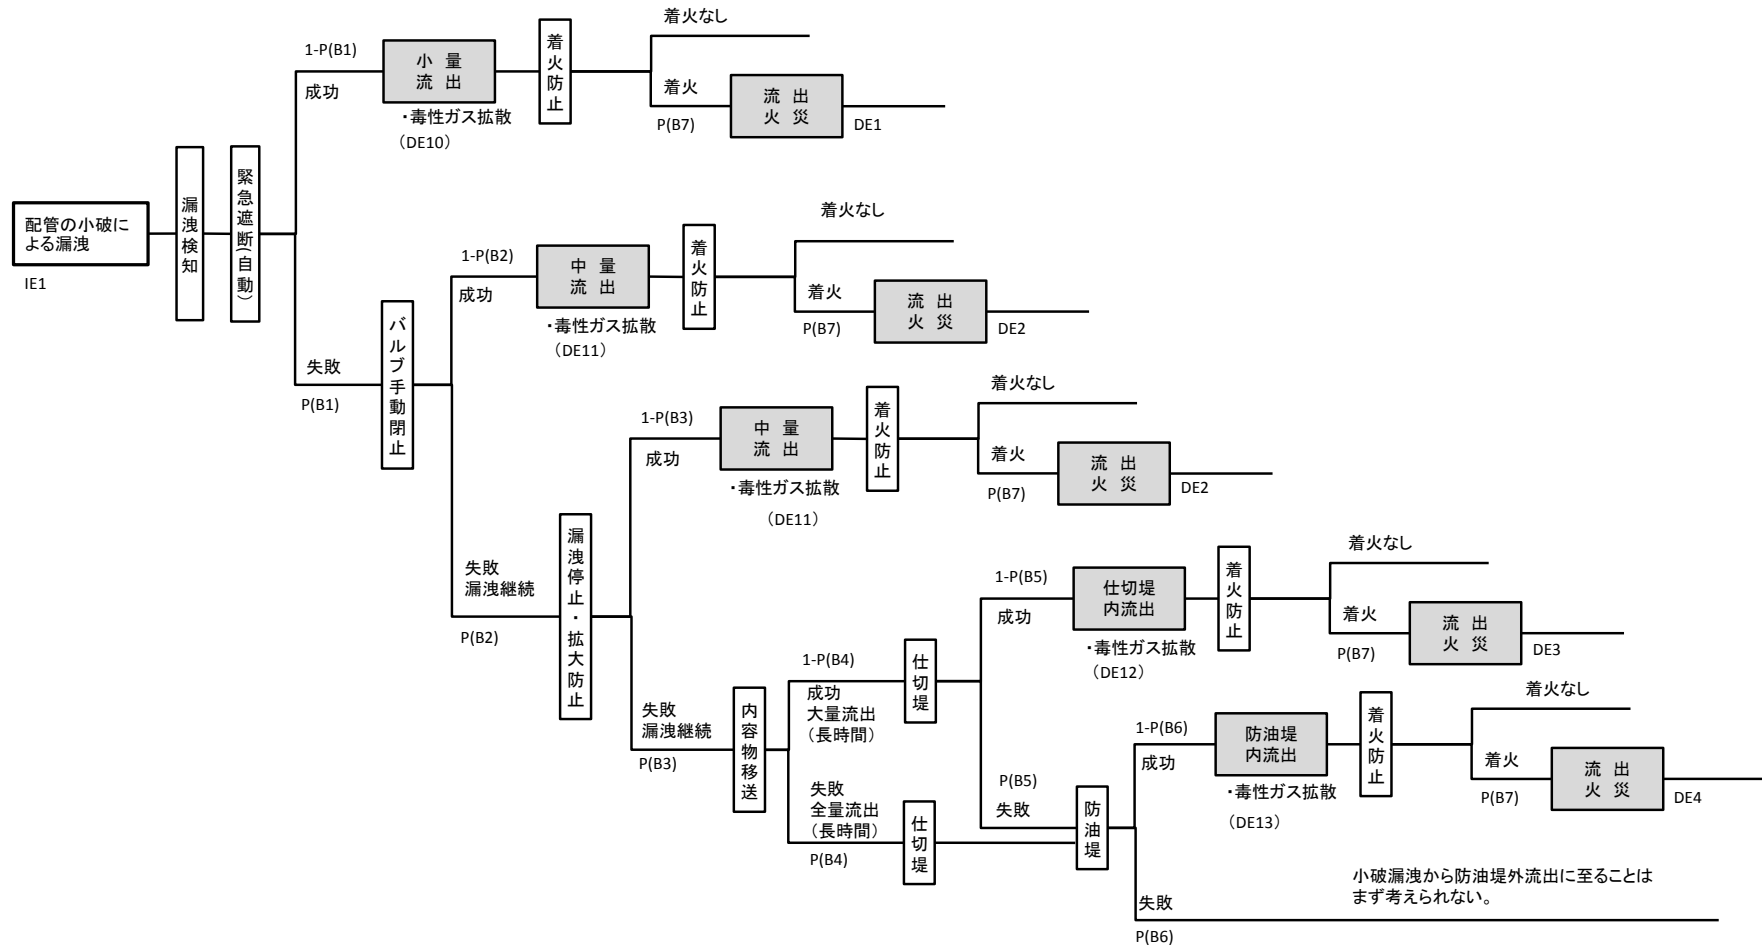 着火なし
1-P(B1)
成功
小 量
流 出
・毒性ガス拡散
(DE10)
着火防止
着火
P(B7)
流 出
火 災
DE1
配管の小破に
よる漏洩
IE1
漏洩検知
緊急遮断(自動)
失敗
P(B1)
バルブ手動閉止
1-P(B2)
成功
中 量
流 出
・毒性ガス拡散
(DE11)
着火防止
着火なし
着火
P(B7)
流 出
火 災
DE2
失敗
漏洩継続
P(B2)
漏洩停止・拡大防止
1-P(B3)
成功
中 量
流 出
・毒性ガス拡散
(DE11)
着火防止
着火なし
着火
P(B7)
流 出
火 災
DE2
失敗
漏洩継続
P(B3)
内容物移送
1-P(B4)
成功
大量流出
(長時間)
仕切堤
失敗
全量流出
(長時間)
P(B4)
仕切堤
1-P(B5)
成功
仕切堤
内流出
・毒性ガス拡散
(DE12)
着火防止
着火なし
着火
P(B7)
流 出
火 災
DE3
P(B5)
失敗
防油堤
1-P(B6)
成功
防油堤
内流出
・毒性ガス拡散
(DE13)
着火防止
着火なし
着火
P(B7)
流 出
火 災
DE4
失敗
P(B6)
小破漏洩から防油堤外流出に至ることは
まず考えられない。